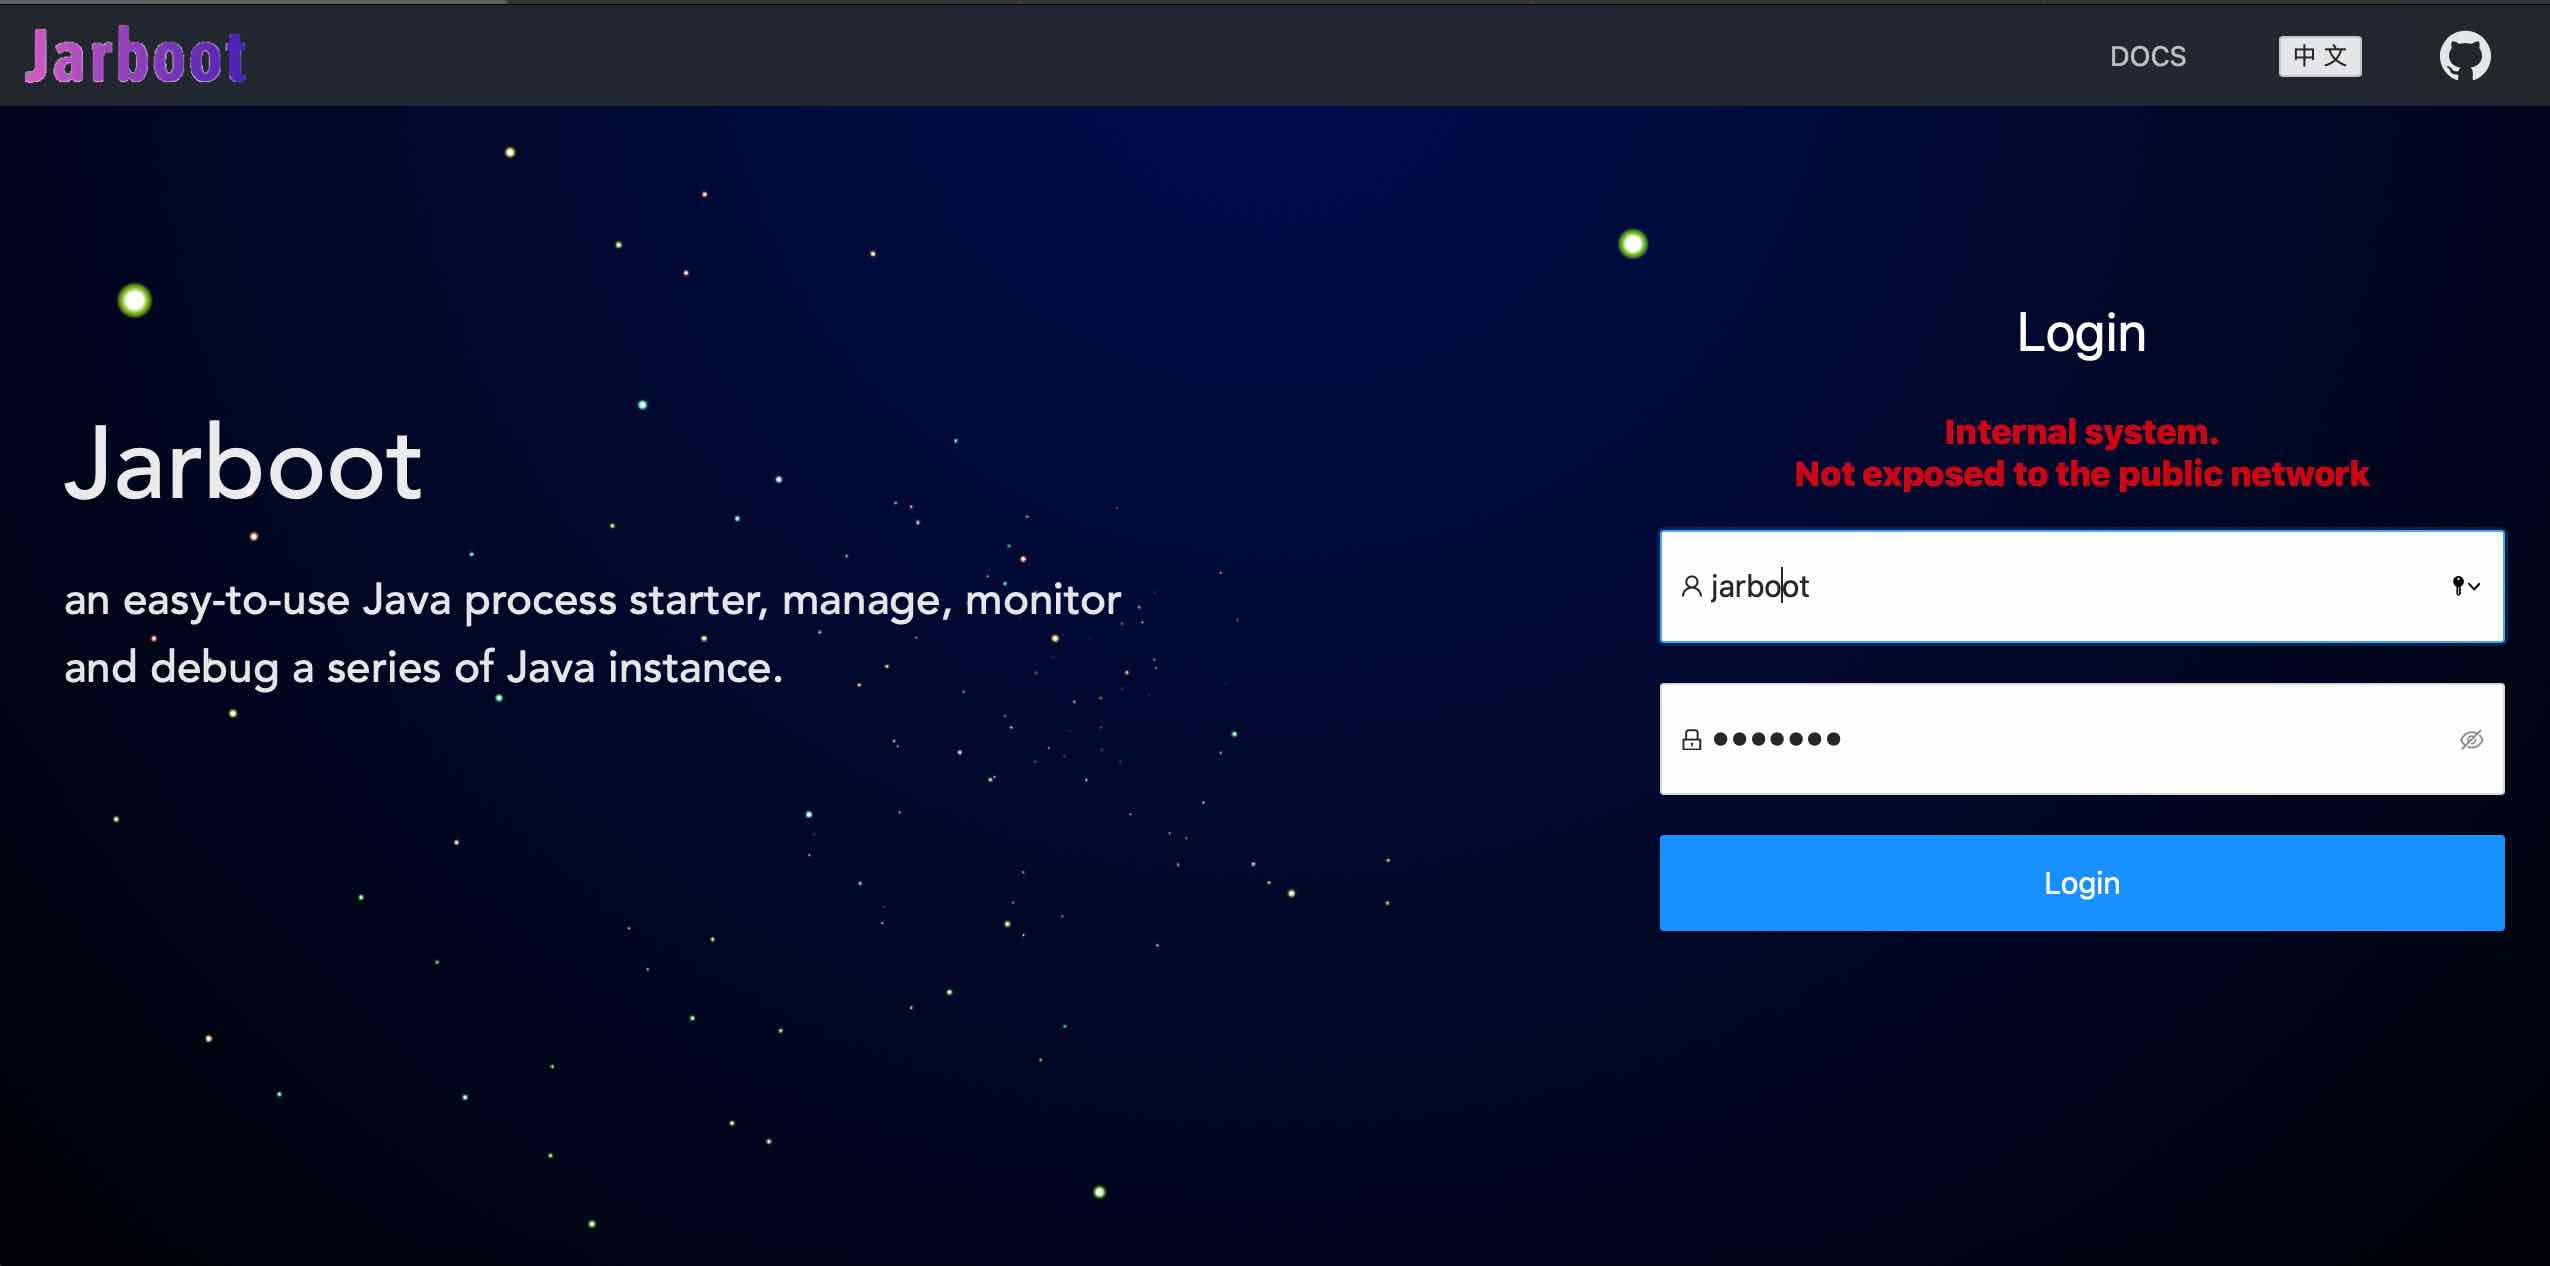 Jarboot
DOCS
中 文
Login
Internal system.
Not exposed to the public network
Jarboot
an easy-to-use Java process starter, manage, monitor
and debug a series of Java instance.
jarboot
•••••••
Login